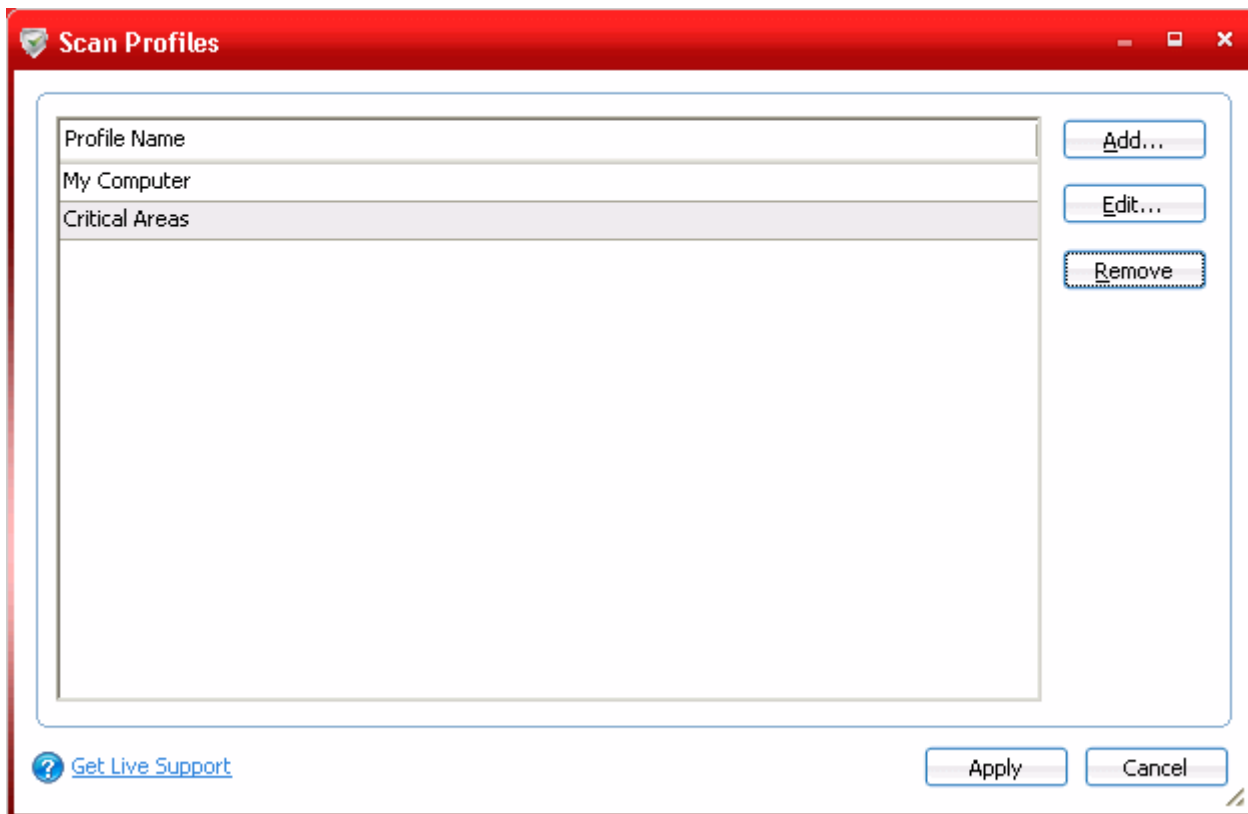 Scan Profiles
Profile Name
My Computer
Critical Areas
Add...
Edit...
Remove
Get Live Support
Apply
Cancel